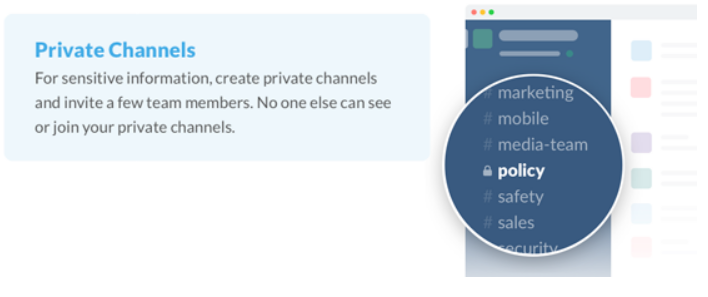 Private Channels
For sensitive information, create private channels
and invite a few team members. No one else can see
or join your private channels.
# marketing
# mobile
# media-team
policy
# safety
# sales
security